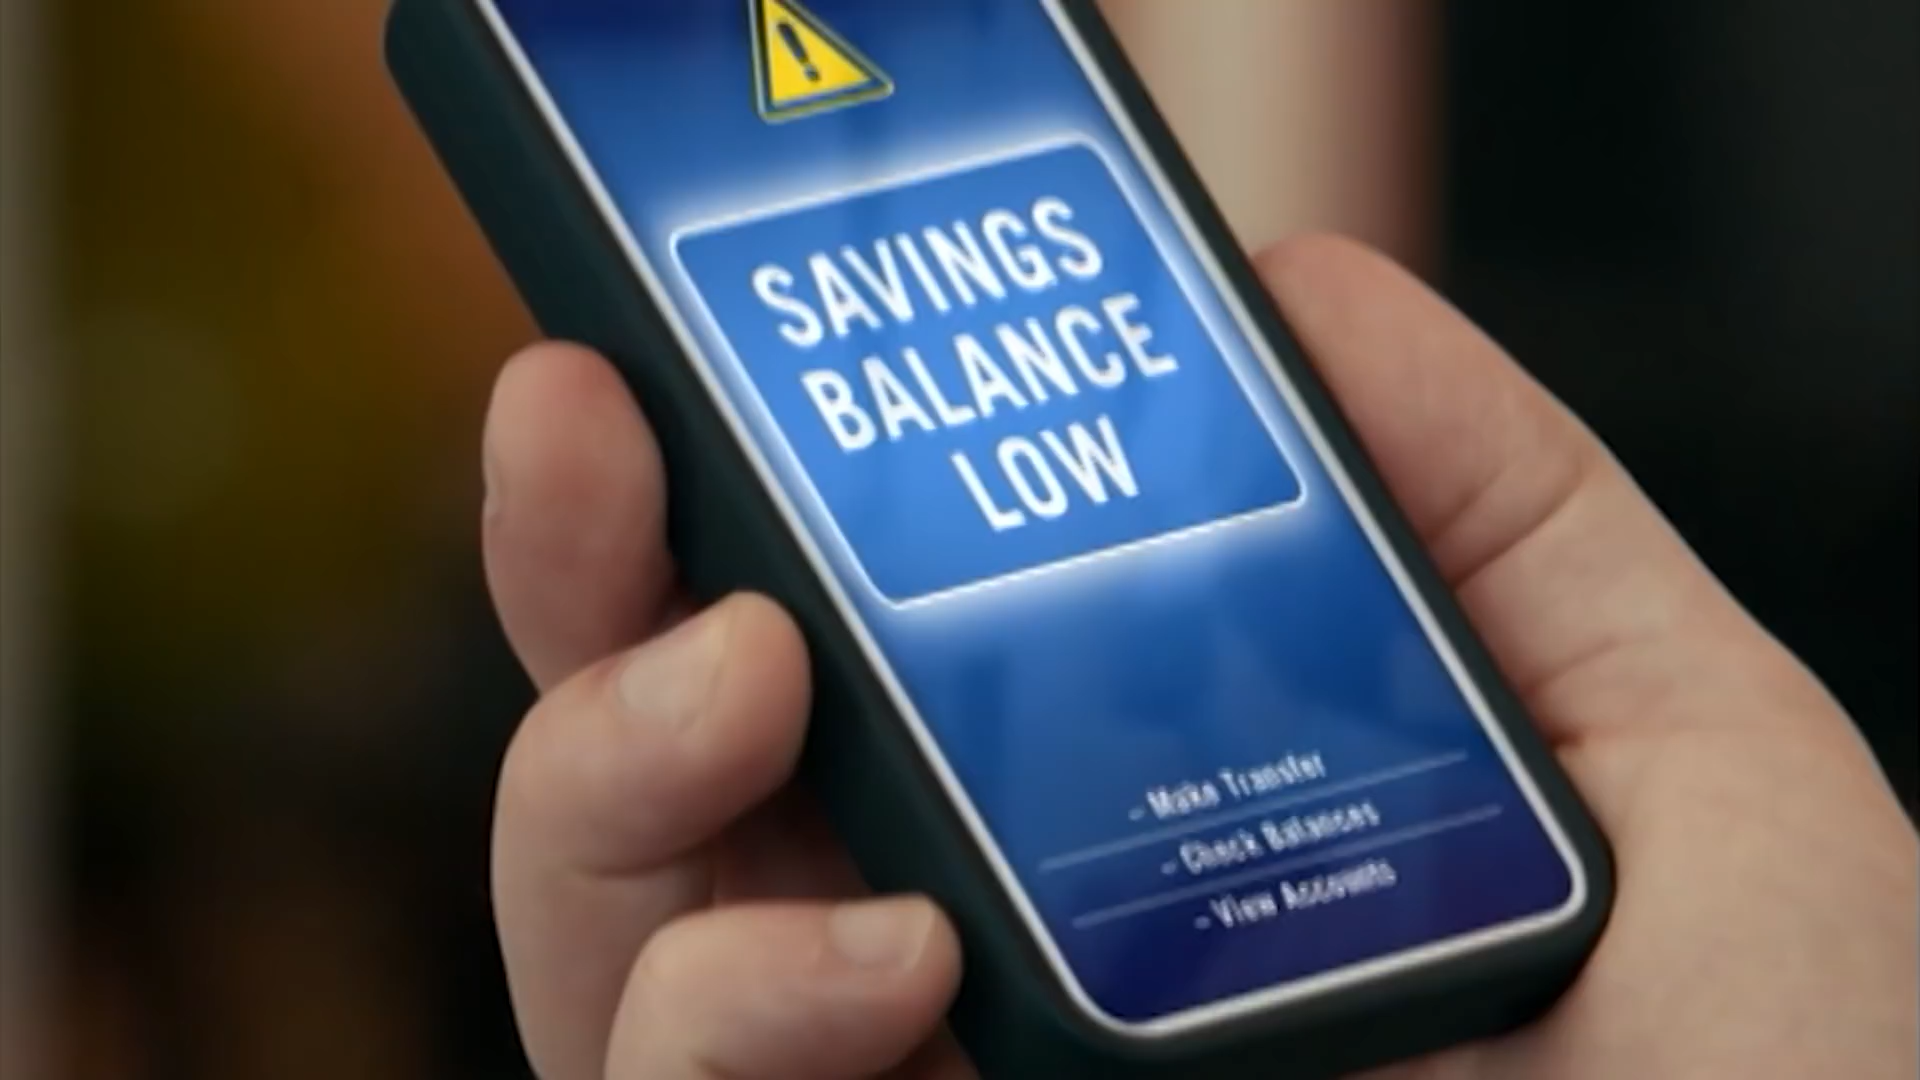 SAVINGS
BALANCE
LOW
- Make Transfer
- Check Balances
- View Accounts